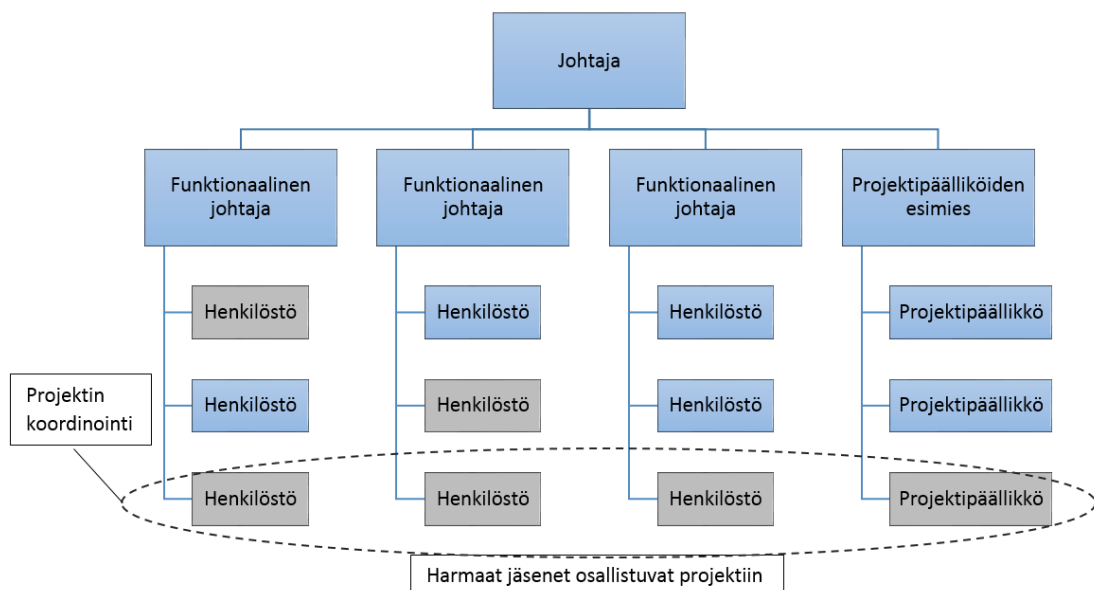 Johtaja
Funktionaalinen
johtaja
Funktionaalinen
johtaja
Funktionaalinen
johtaja
Projektipäälliköiden
esimies
Henkilöstö
Henkilöstö
Henkilöstö
Projektipäällikkö
Projektin
koordinointi
Henkilöstö
Henkilöstö
Henkilöstö
Projektipäällikkö
Henkilöstö
Henkilöstö
Henkilöstö
Projektipäällikkö
Harmaat jäsenet osallistuvat projektiin